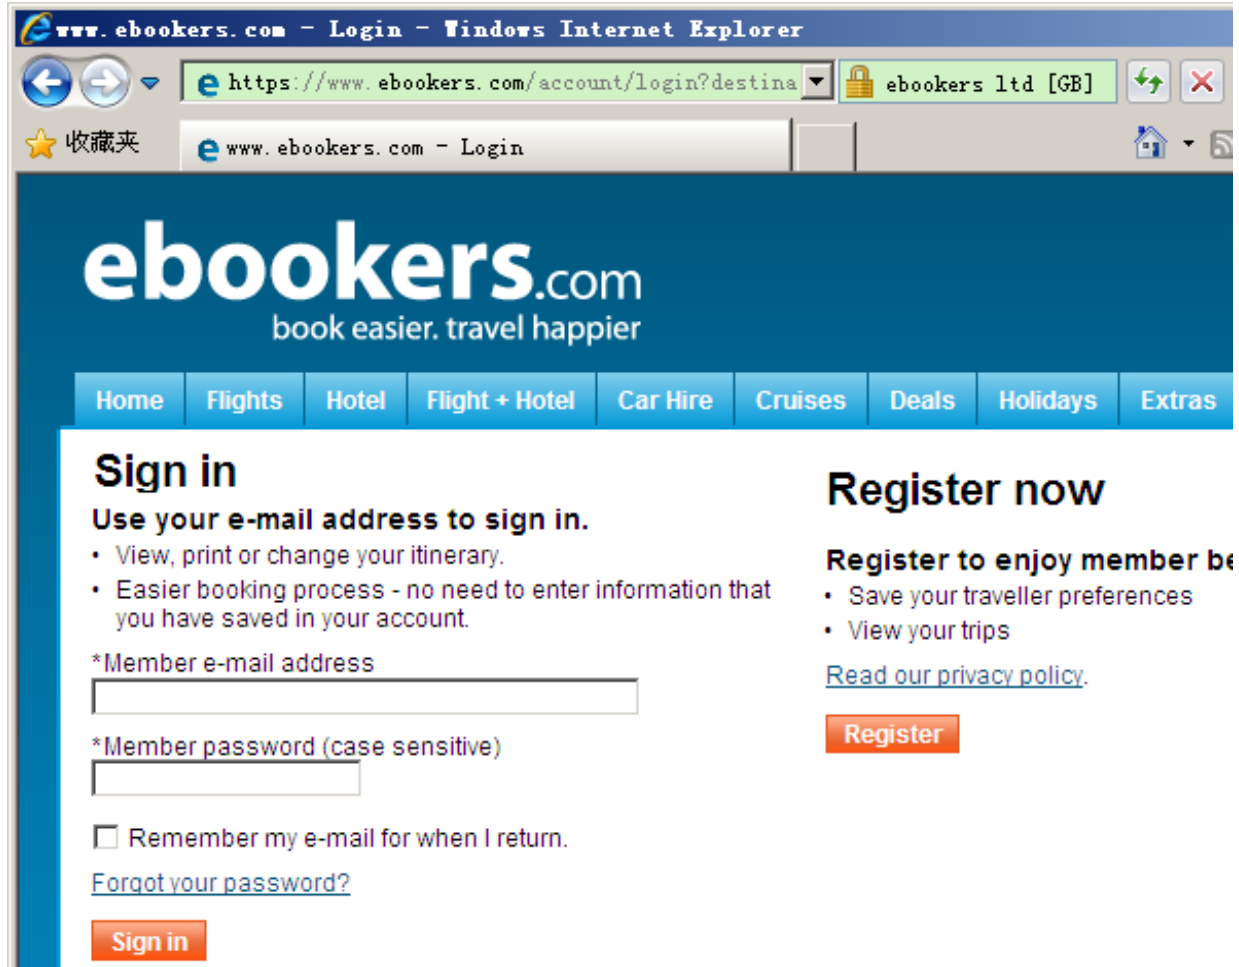 www.ebookers.com - Login - Windows Internet Explorer
https://www.ebookers.com/account/login?destina
ebookers ltd [GB]
收藏夹
www.ebookers.com - Login
ebookers.com
book easier. travel happier
Home Flights Hotel Flight + Hotel Car Hire Cruises Deals Holidays Extras
Sign in
Use your e-mail address to sign in.
• View, print or change your itinerary.
• Easier booking process - no need to enter information that
you have saved in your account.
*Member e-mail address
*Member password (case sensitive)
Remember my e-mail for when I return.
Forgot your password?
Sign in
Register now
Register to enjoy member be
• Save your traveller preferences
• View your trips
Read our privacy policy.
Register